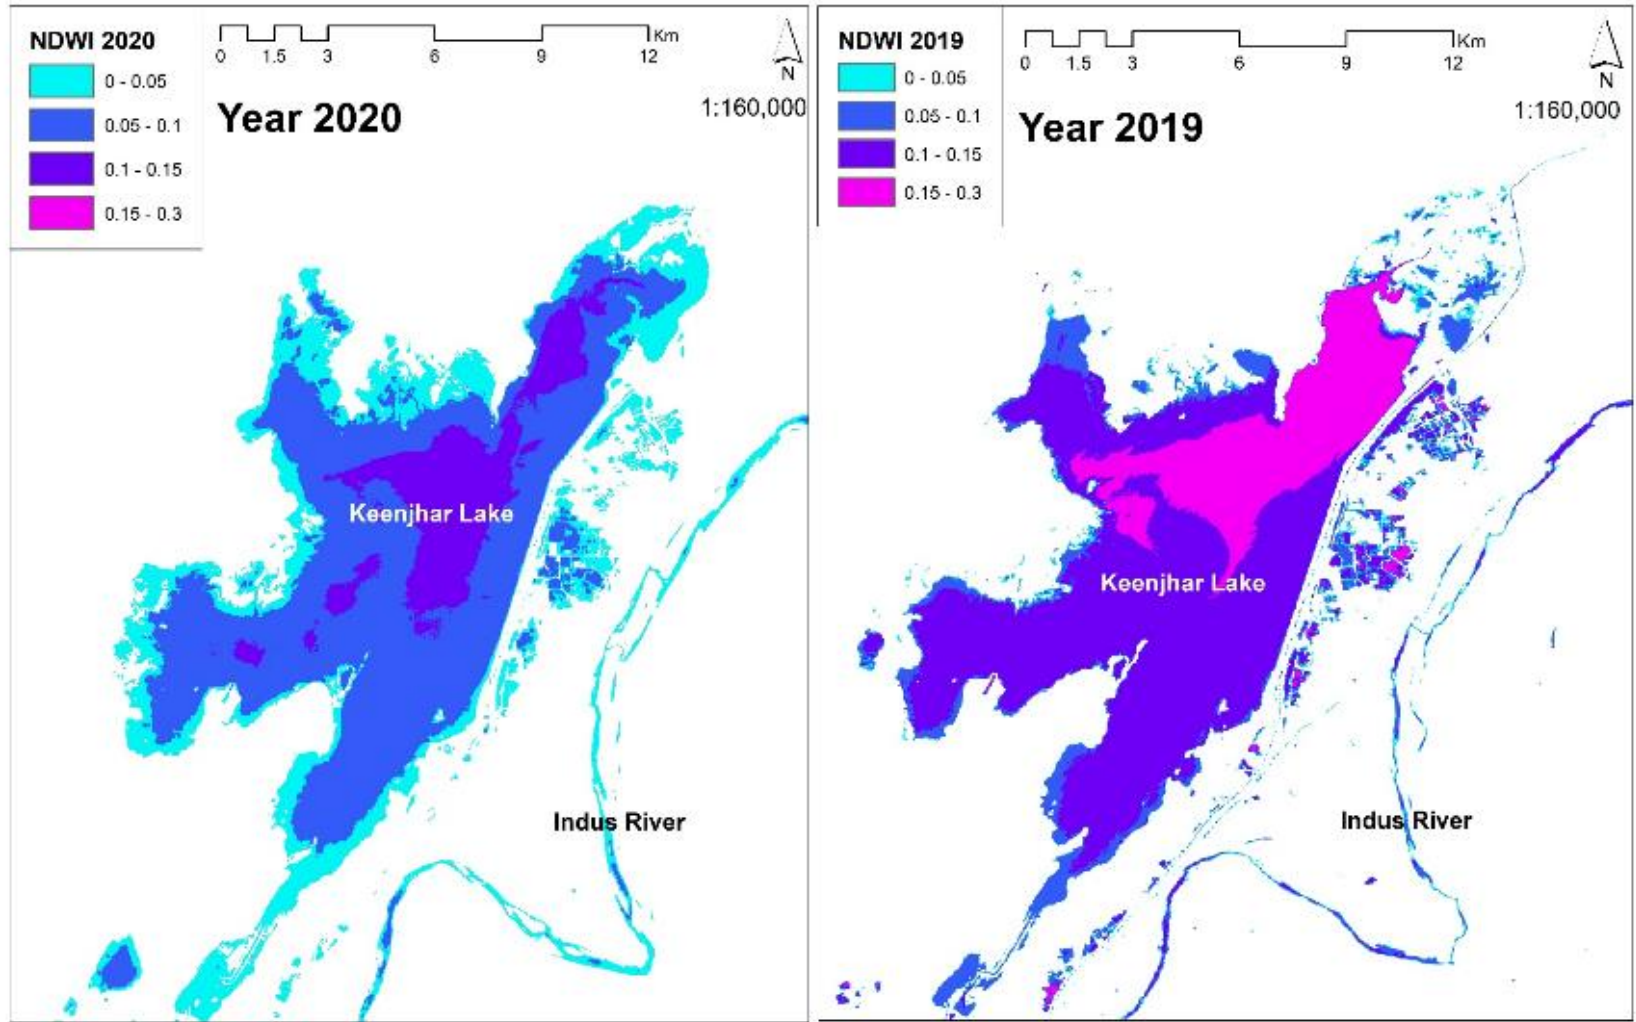 NDWI 2020
0 - 0.05
0.05 - 0.1
0.1 - 0.15
0.15 - 0.3
0 1.5 3 6 9 12
Km
N
1:160,000
Year 2020
Keenjhar Lake
Indus River
NDWI 2019
0 - 0.05
0.05 - 0.1
0.1 - 0.15
0.15 - 0.3
0 1.5 3 6 9 12
Km
N
1:160,000
Year 2019
Keenjhar Lake
Indus River